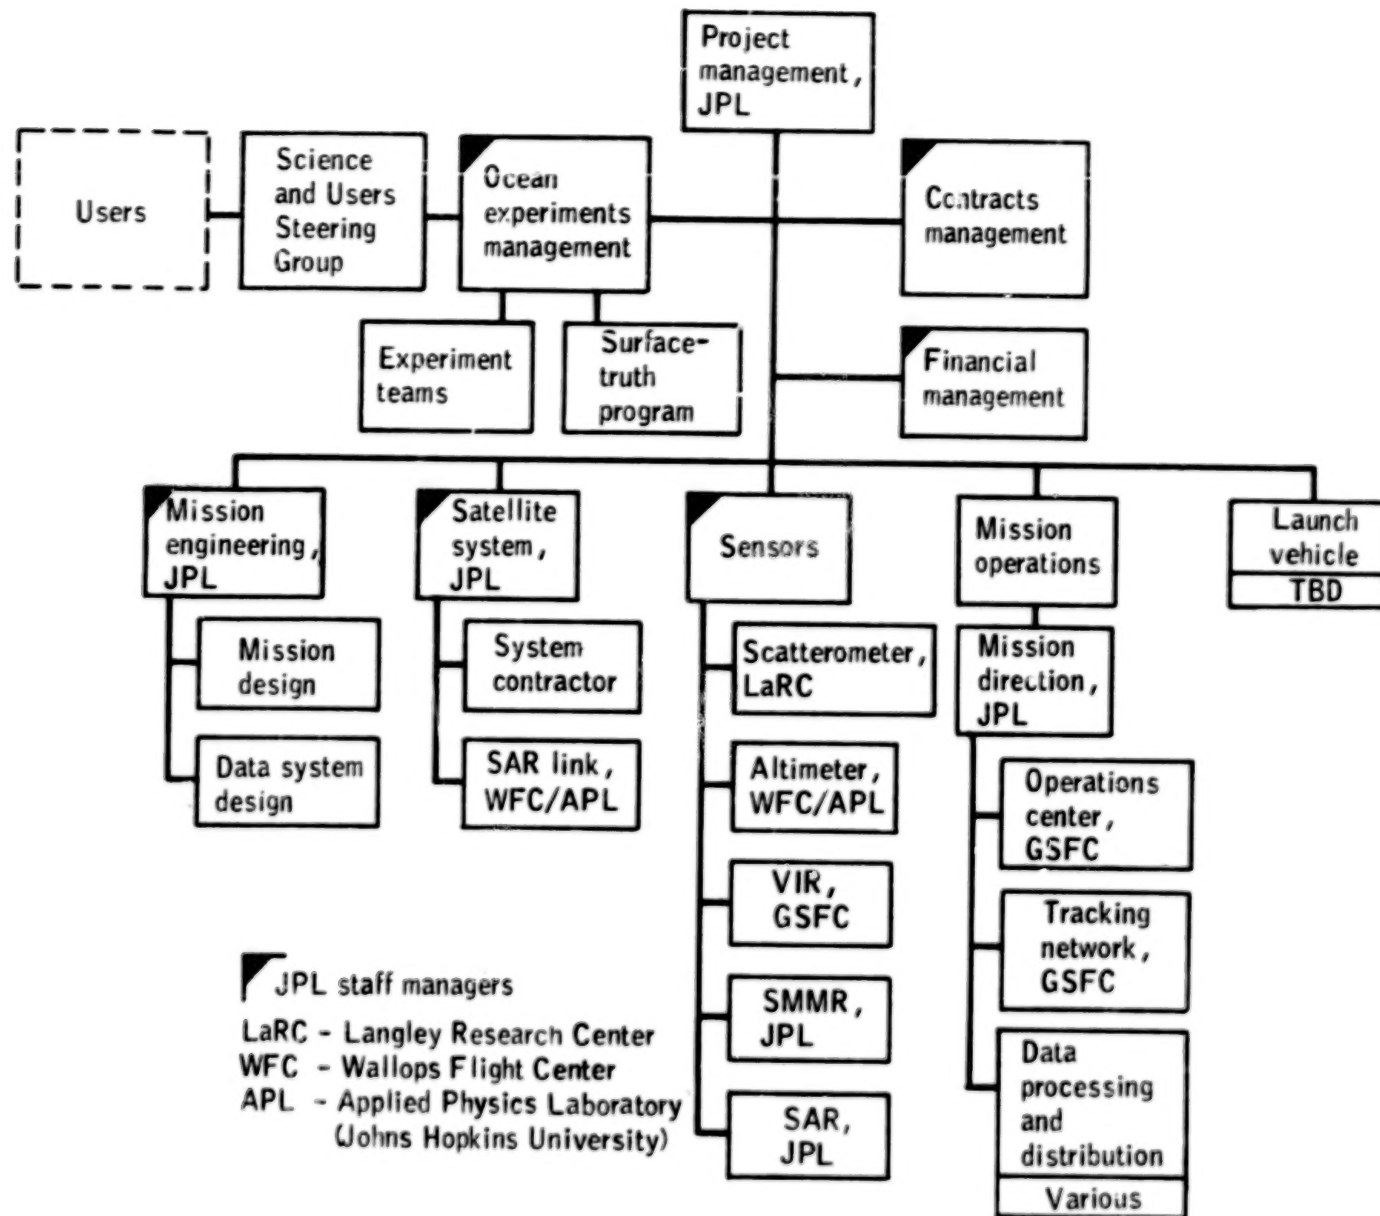 Project
management,
JPL
Users
Science
and Users
Steering
Group
Ocean
experiments
management
Contracts
management
Experiment
teams
Surface-
truth
program
Financial
management
Mission
engineering,
JPL
Satellite
system,
JPL
Sensors
Mission
operations
Launch
vehicle
TBD
Mission
design
Data system
design
System
contractor
SAR link,
WFC/APL
Scatterometer,
LaRC
Altimeter,
WFC/APL
VIR,
GSFC
SMMR,
JPL
SAR,
JPL
Mission
direction,
JPL
Operations
center,
GSFC
Tracking
network,
GSFC
Data
processing
and
distribution
Various
JPL staff managers
LaRC - Langley Research Center
WFC - Wallops Flight Center
APL - Applied Physics Laboratory
(Johns Hopkins University)